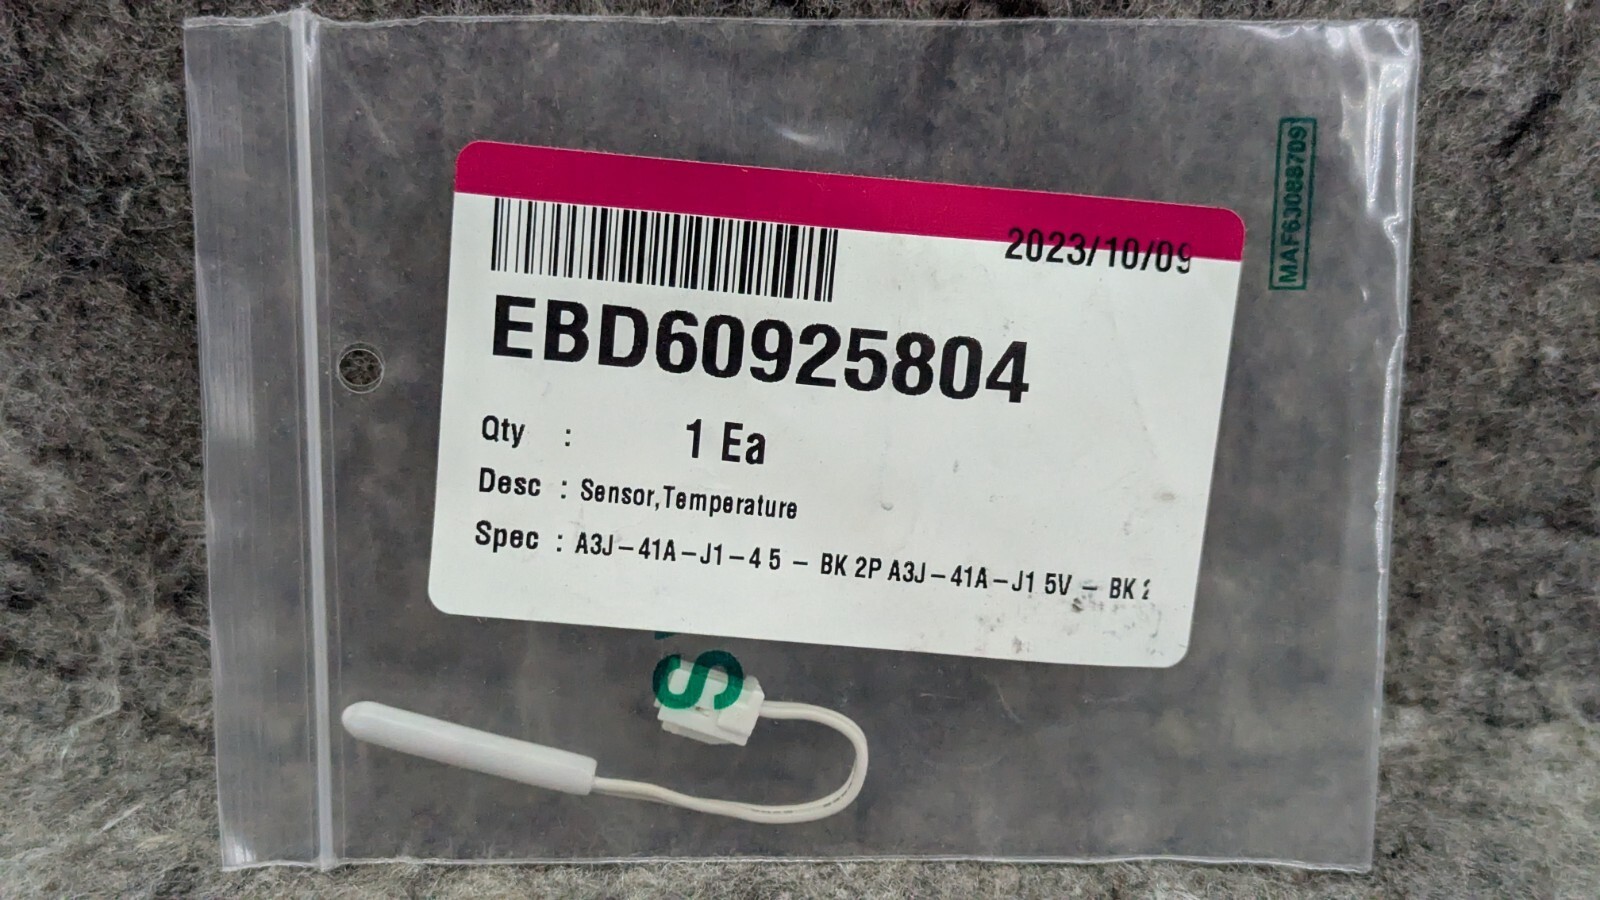 2023/10/09
EBD60925804
Qty : 1 Ea
Desc : Sensor,Temperature
Spec : A3J-41A-J1-4 5 - BK 2P A3J-41A-J1 5V - BK
MAF63088709
S